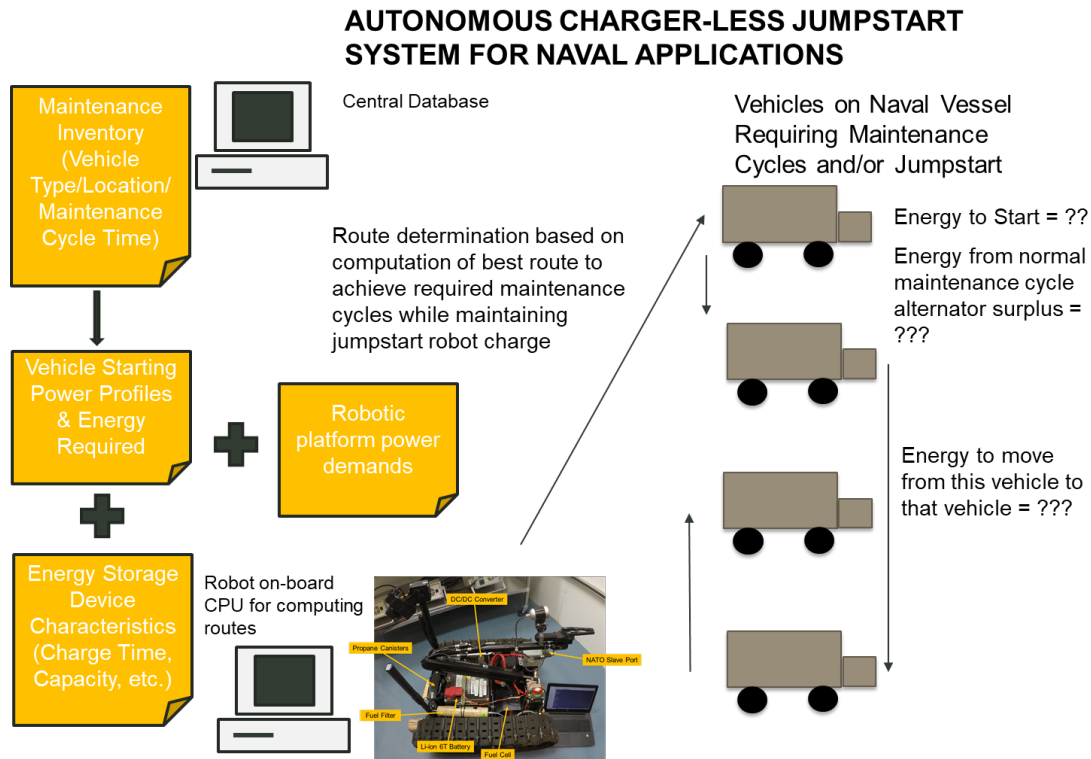 AUTONOMOUS CHARGER-LESS JUMPSTART
SYSTEM FOR NAVAL APPLICATIONS
Maintenance
Inventory
(Vehicle
Type/Location/
Maintenance
Cycle Time)
Central Database
Vehicles on Naval Vessel
Requiring Maintenance
Cycles and/or Jumpstart
Energy to Start = ??
Energy from normal
maintenance cycle
alternator surplus =
???
Route determination based on
computation of best route to
achieve required maintenance
cycles while maintaining
jumpstart robot charge
Vehicle Starting
Power Profiles
& Energy
Required
Robotic
platform power
demands
Energy to move
from this vehicle to
that vehicle = ???
Energy Storage
Device
Characteristics
(Charge Time,
Capacity, etc.)
Robot on-board
CPU for computing
routes
DC/DC Converter
Propane Canisters
NATO Slave Port
Fuel Filter
Li-ion 6T Battery
Fuel Cell